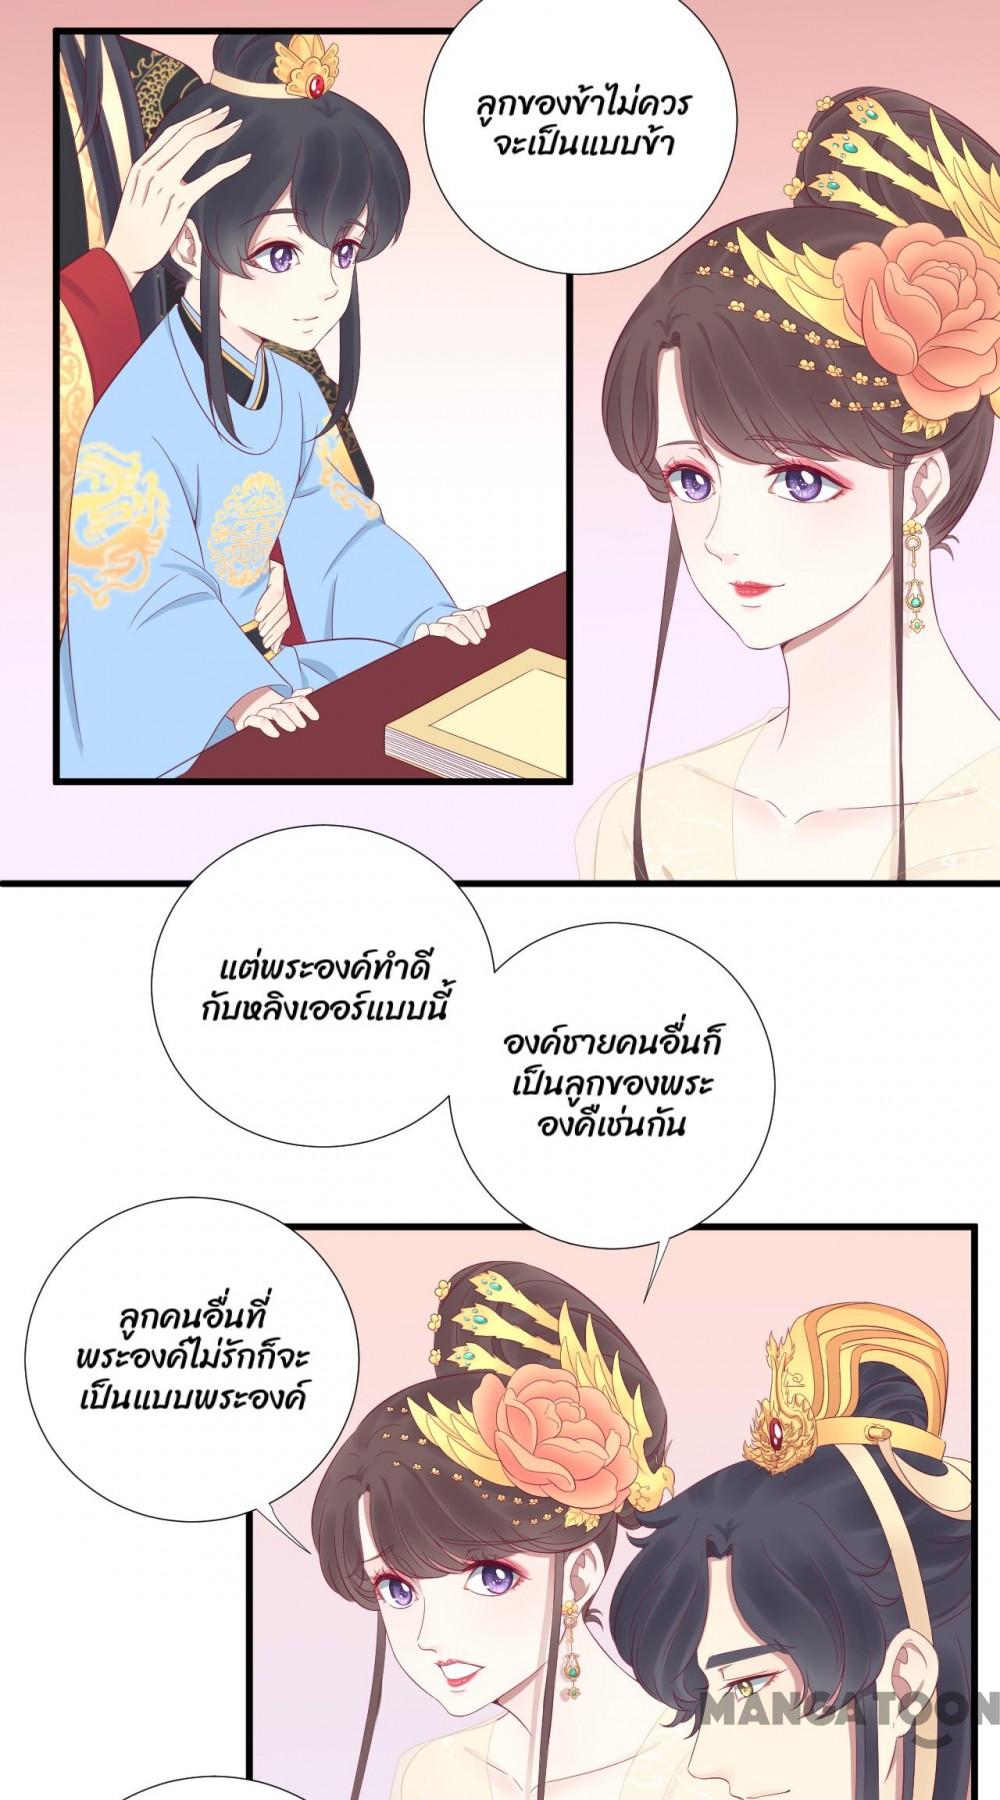 ลูกของข้าไม่ควร
จะเป็นแบบข้า
แต่พระองค์ทำดี
กับหลิงเออร์แบบนี้
องค์ชายคนอื่นก็
เป็นลูกของพระ
องคืเช่นกัน
ลูกคนอื่นที่
พระองค์ไม่รักก็จะ
เป็นแบบพระองค์
MANGATOON